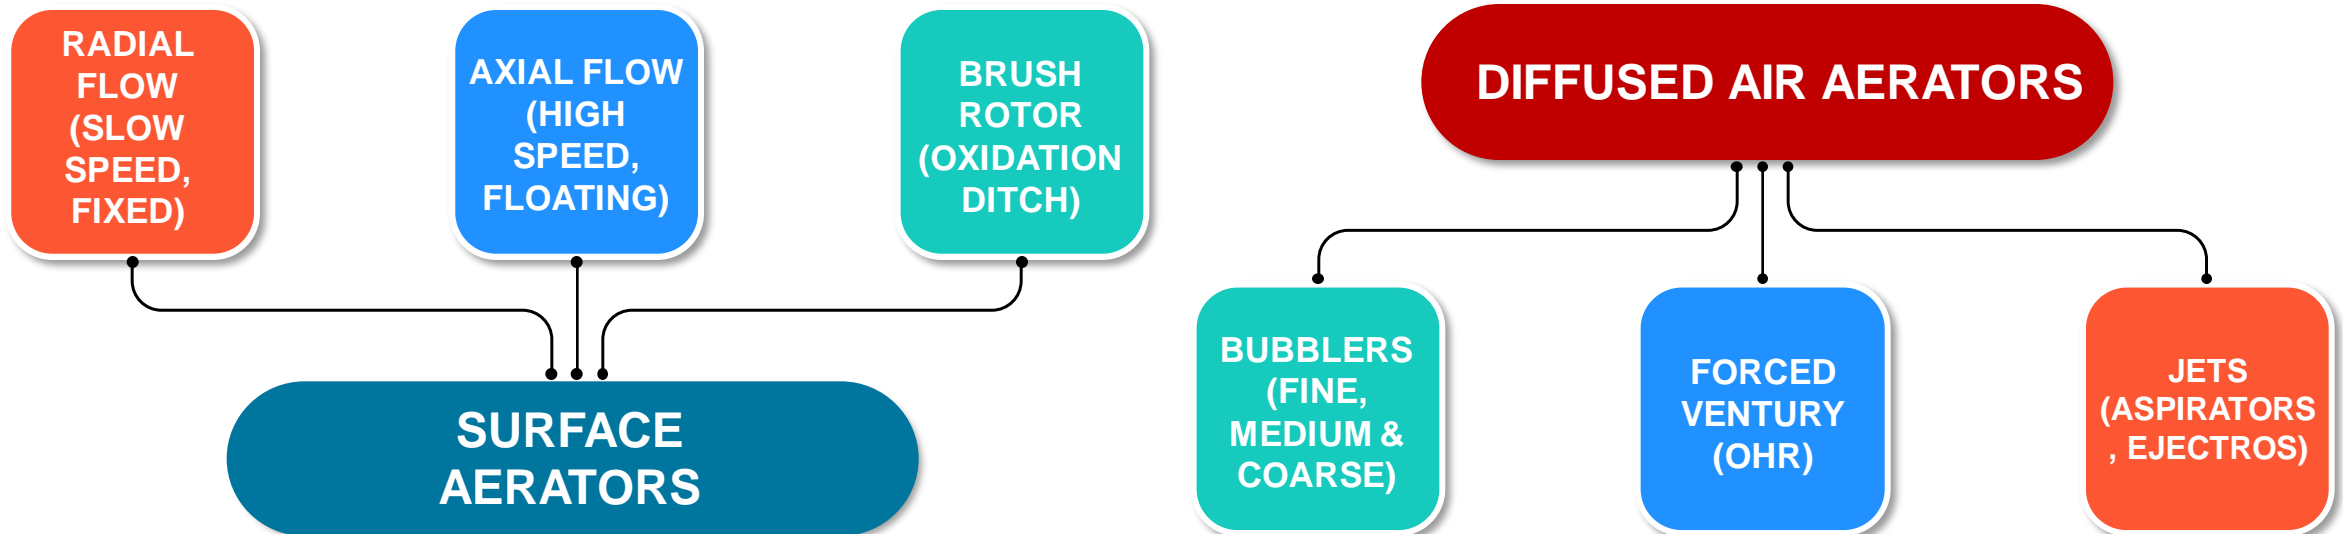 RADIAL
FLOW
(SLOW
SPEED,
FIXED)
AXIAL FLOW
(HIGH
SPEED,
FLOATING)
BRUSH
ROTOR
(OXIDATION
DITCH)
SURFACE
AERATORS
DIFFUSED AIR AERATORS
BUBBLERS
(FINE,
MEDIUM &
COARSE)
FORCED
VENTURY
(OHR)
JETS
(ASPIRATORS
, EJECTROS)